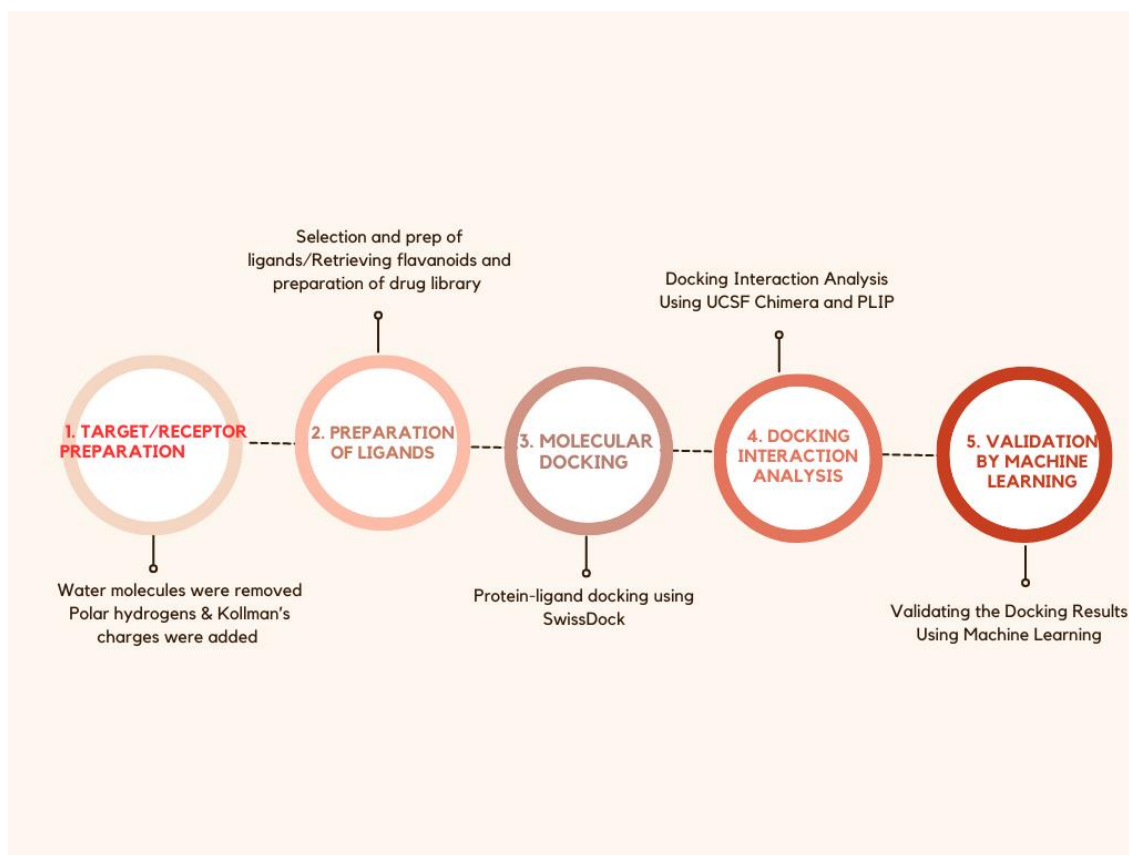 Selection and prep of
ligands/Retrieving flavanoids and
preparation of drug library
Docking Interaction Analysis
Using UCSF Chimera and PLIP
1. TARGET/RECEPTOR
PREPARATION
2. PREPARATION
OF LIGANDS
3. MOLECULAR
DOCKING
4. DOCKING
INTERACTION
ANALYSIS
5. VALIDATION
BY MACHINE
LEARNING
Water molecules were removed
Polar hydrogens & Kollman's
charges were added
Protein-ligand docking using
SwissDock
Validating the Docking Results
Using Machine Learning